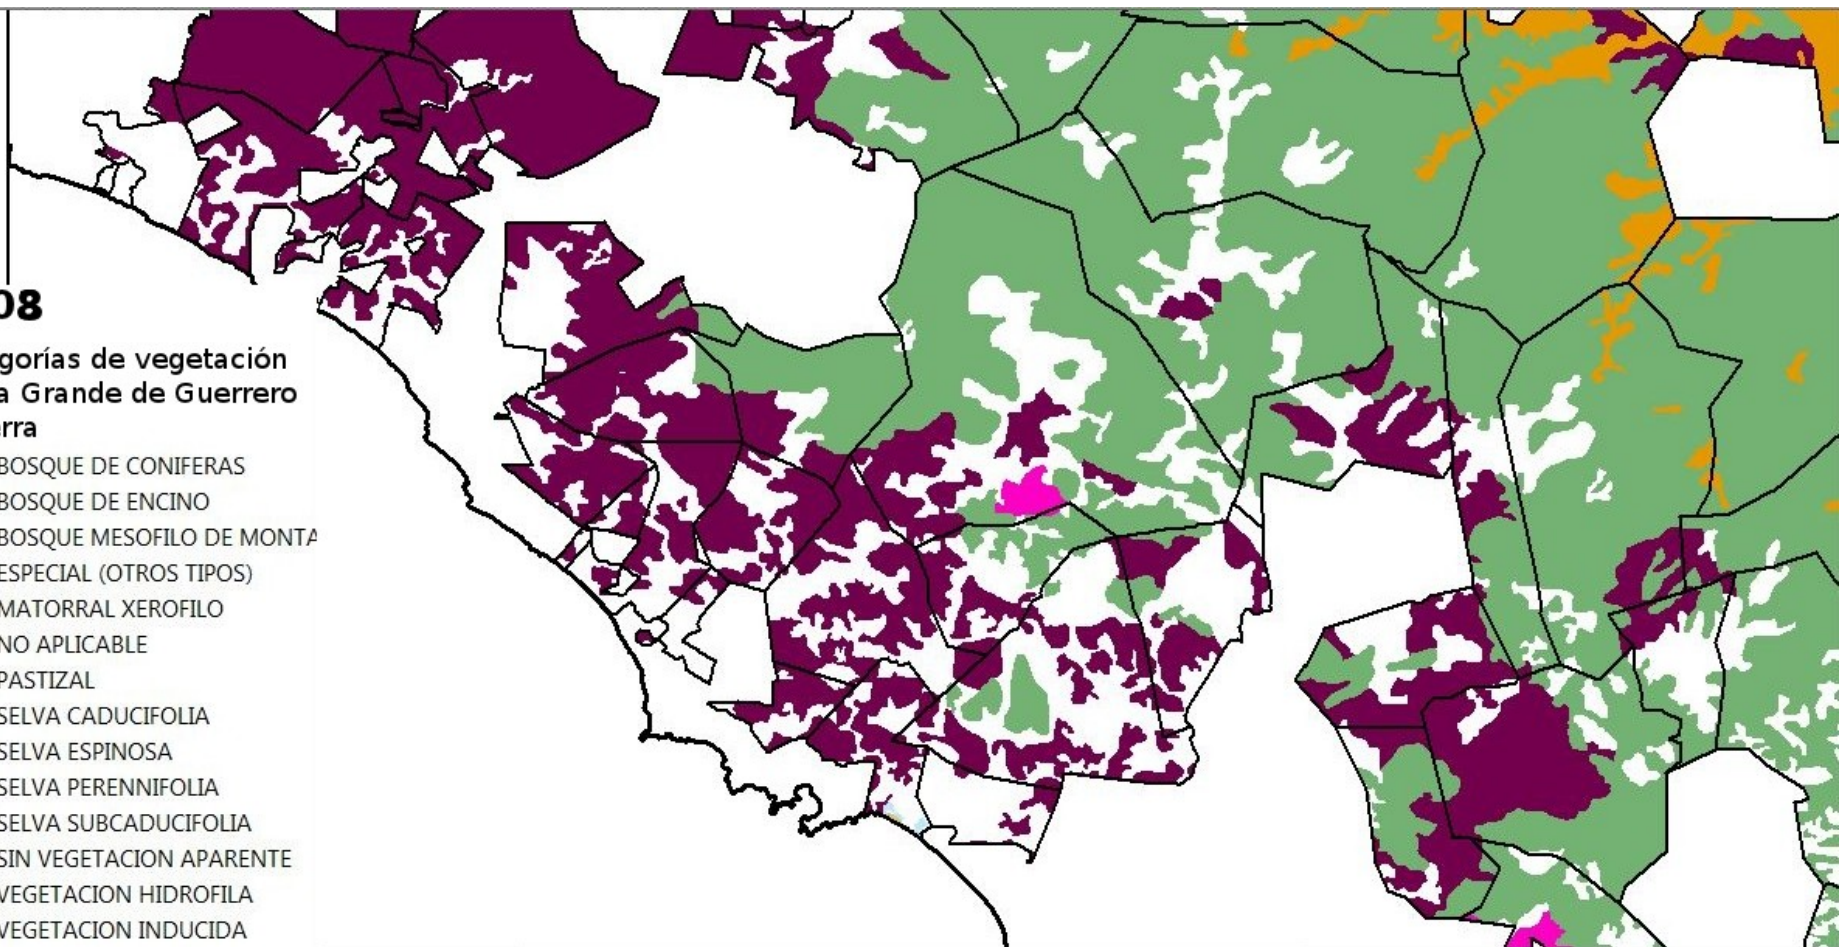 08
gorías de vegetación
a Grande de Guerrero
erra
BOSQUE DE CONIFERAS
BOSQUE DE ENCINO
BOSQUE MESOFILO DE MONTA
ESPECIAL (OTROS TIPOS)
MATORRAL XEROFILO
NO APLICABLE
PASTIZAL
SELVA CADUCIFOLIA
SELVA ESPINOSA
SELVA PERENNIFOLIA
SELVA SUBCADUCIFOLIA
SIN VEGETACION APARENTE
VEGETACION HIDROFILA
VEGETACION INDUCIDA